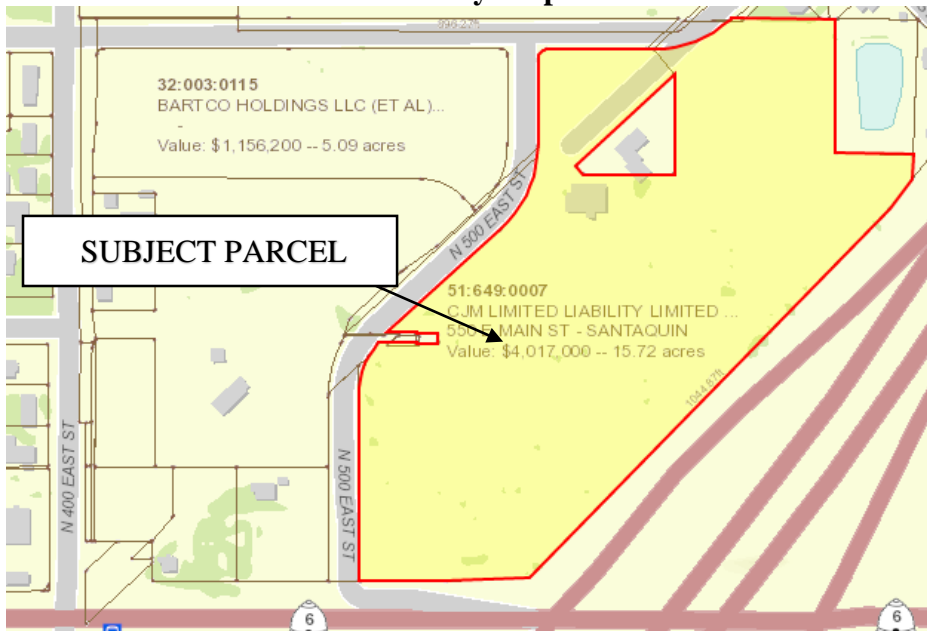 896.27ft
32:003:0115
BARTCO HOLDINGS LLC (ET AL)...
-
Value: $1,156,200 -- 5.09 acres
N 500 EAST ST
SUBJECT PARCEL
51:649:0007
CJM LIMITED LIABILITY LIMITED ...
550 E MAIN ST - SANTAQUIN
Value: $4,017,000 -- 15.72 acres
1044.87ft
N 400 EAST ST
N 500 EAST ST
6
6